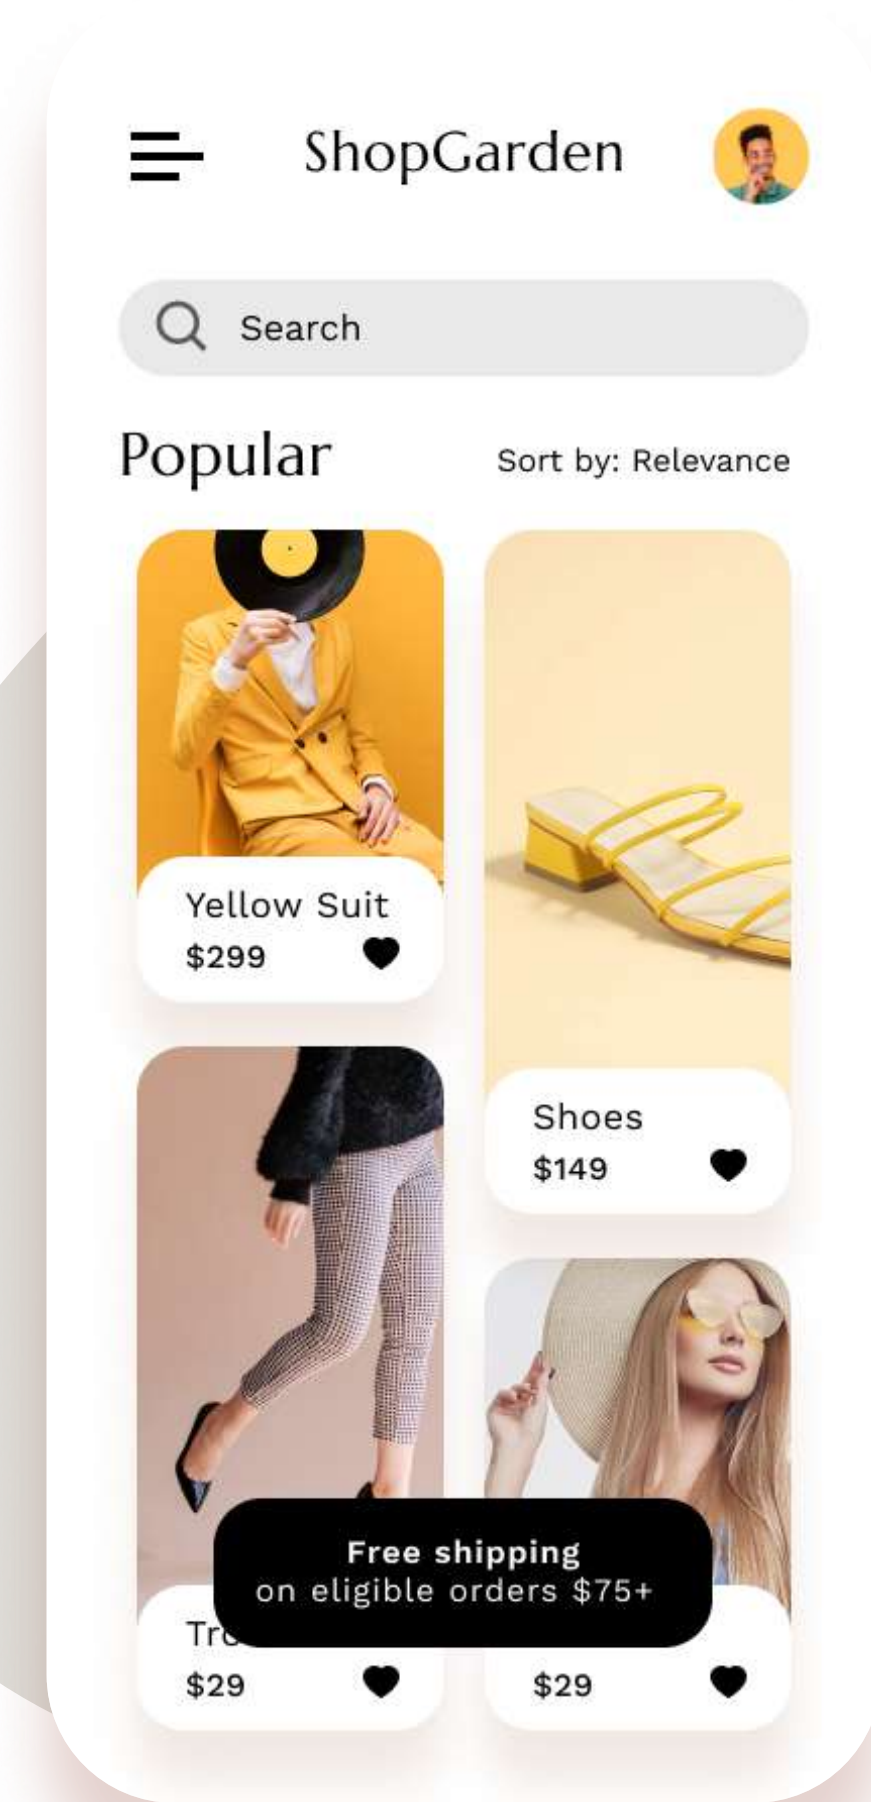 ShopGarden
Search
Popular
Sort by: Relevance
Yellow Suit
$299
Shoes
$149
Free shipping
on eligible orders $75+
$29
$29